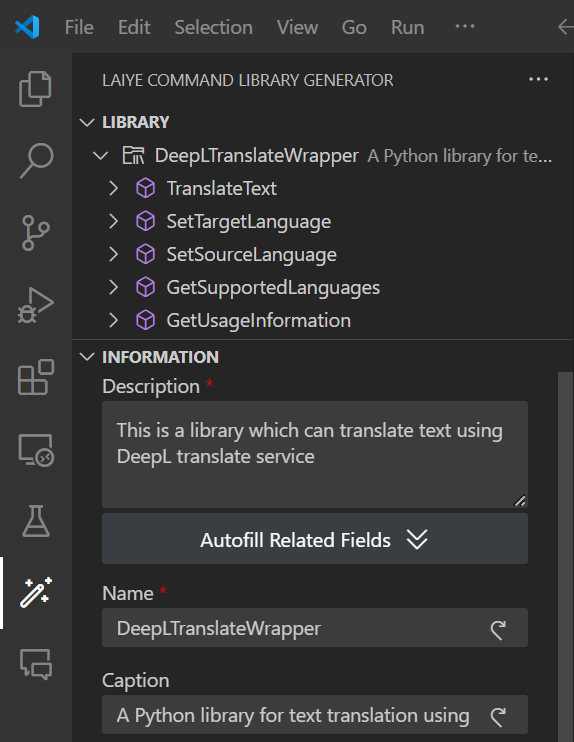 File Edit Selection View Go Run ...
LAIYE COMMAND LIBRARY GENERATOR ...
LIBRARY
DeepLTranslateWrapper A Python library for te...
TranslateText
SetTargetLanguage
SetSourceLanguage
GetSupportedLanguages
GetUsageInformation
INFORMATION
Description *
This is a library which can translate text using
DeepL translate service
Autofill Related Fields
Name *
DeepLTranslateWrapper
Caption
A Python library for text translation using